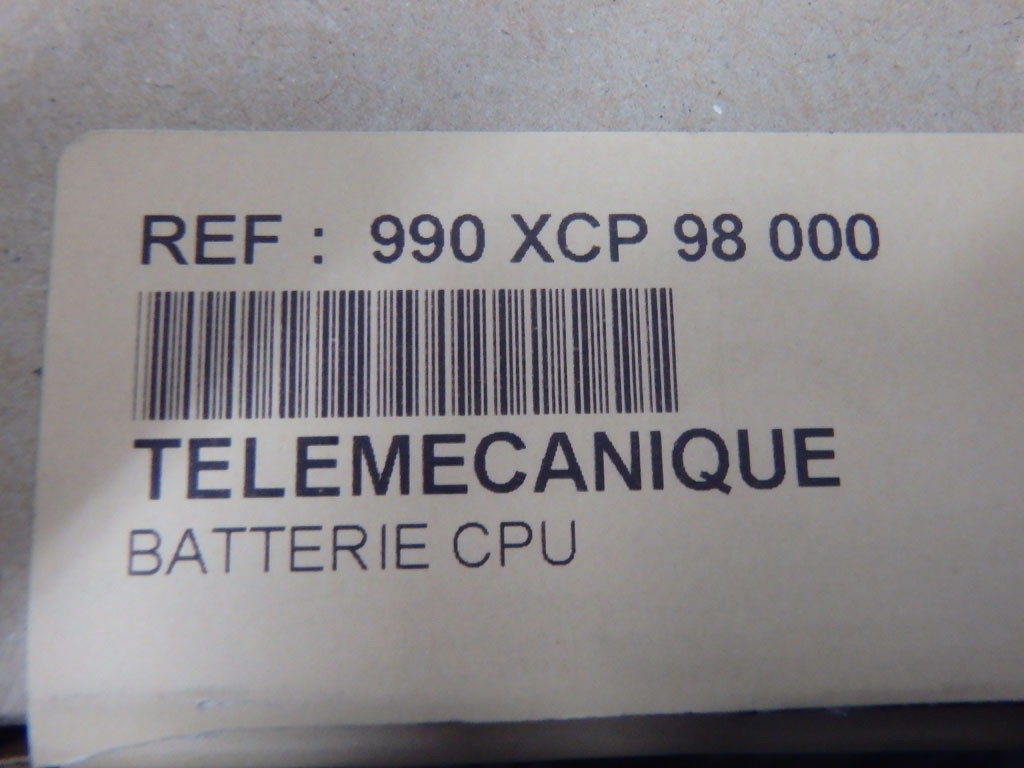 REF : 990 XCP 98 000
TELEMECANIQUE
BATTERIE CPU